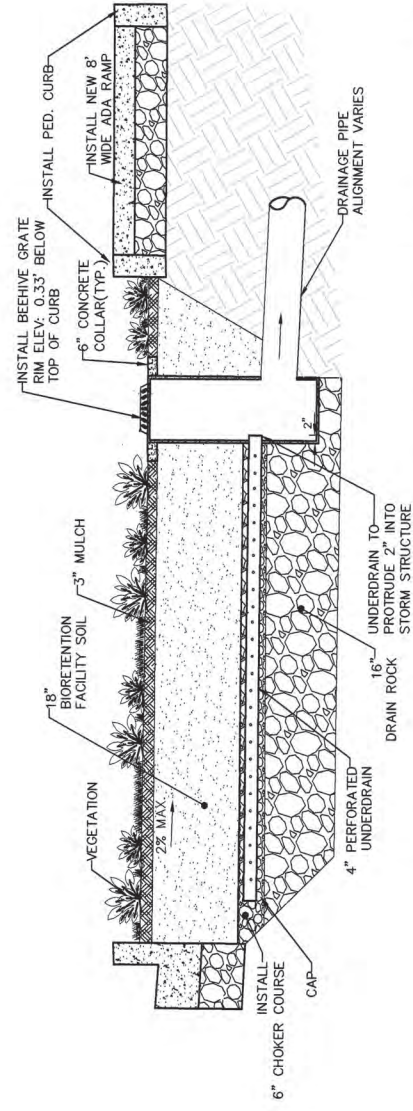 INSTALL BEEHIVE GRATE
RIM ELEV: 0.33' BELOW
TOP OF CURB
INSTALL PED. CURB
6" CONCRETE
COLLAR(TYP.)
INSTALL NEW 8'
WIDE ADA RAMP
3" MULCH
18"
BIORETENTION
FACILITY SOIL
VEGETATION
2% MAX.
2"
DRAINAGE PIPE
ALIGNMENT VARIES
UNDERDRAIN TO
PROTRUDE 2" INTO
STORM STRUCTURE
16"
DRAIN ROCK
4" PERFORATED
UNDERDRAIN
CAP
INSTALL
6" CHOKER COURSE